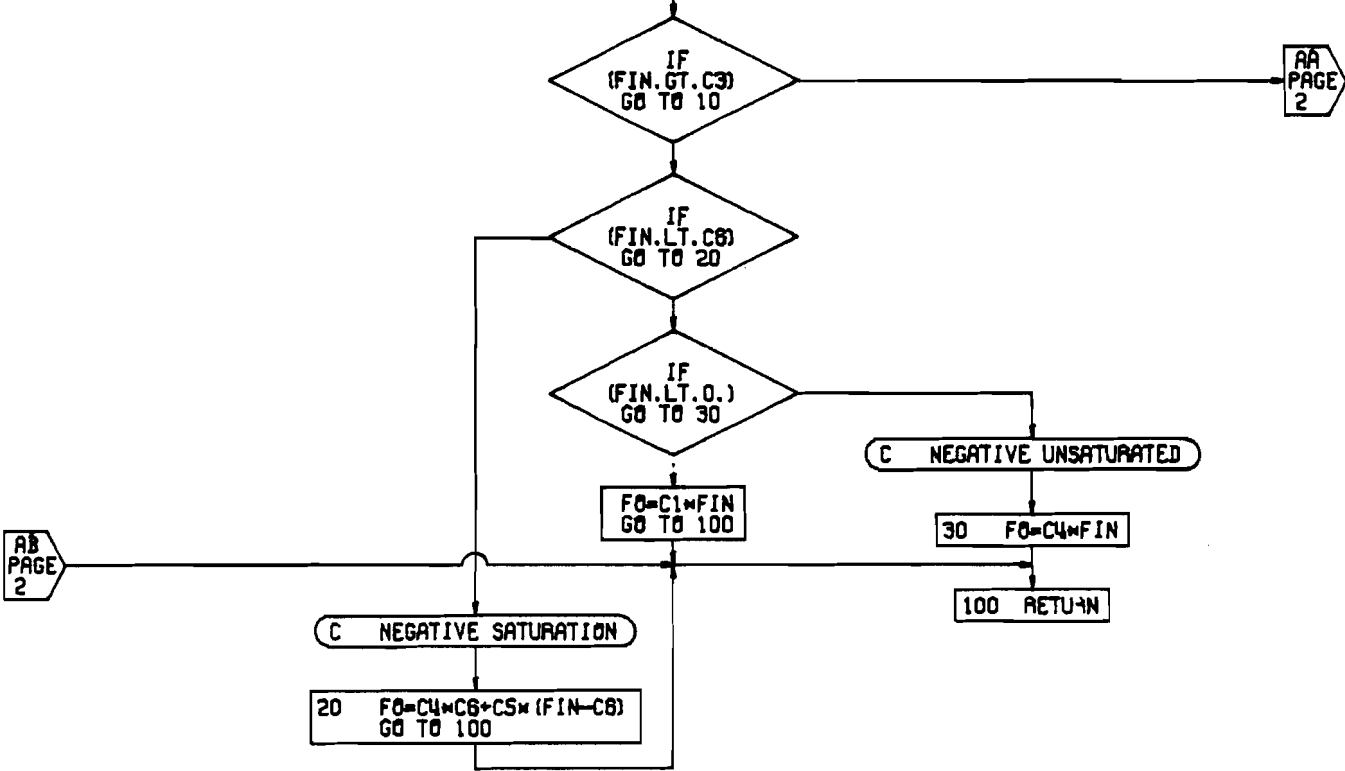 IF
(FIN.GT.C3)
GO TO 10
AA
PAGE
2
IF
(FIN.LT.C6)
GO TO 20
IF
(FIN.LT.0.)
GO TO 30
C NEGATIVE UNSATURATED
FO=C1*FIN
GO TO 100
30 FO=C4*FIN
AB
PAGE
2
100 RETURN
C NEGATIVE SATURATION
20 FO=C4*C6+C5*(FIN-C6)
GO TO 100